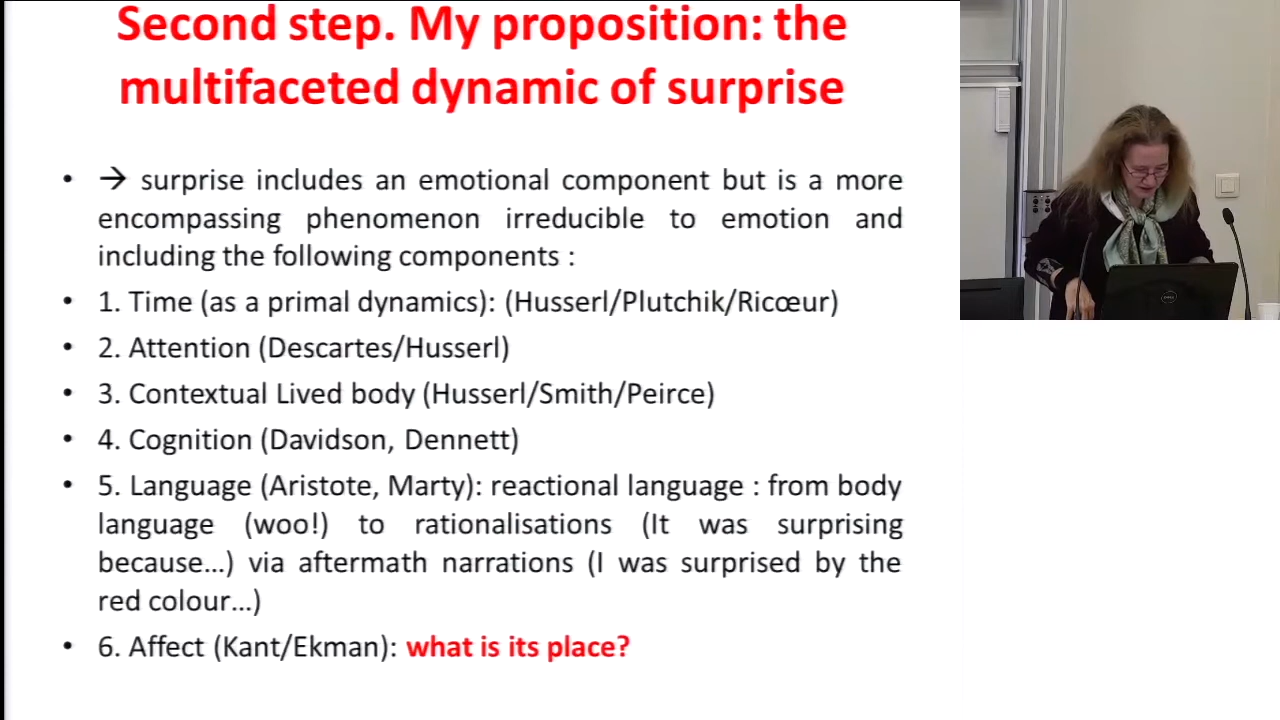 Second step. My proposition: the
multifaceted dynamic of surprise
• → surprise includes an emotional component but is a more
encompassing phenomenon irreducible to emotion and
including the following components :
• 1. Time (as a primal dynamics): (Husserl/Plutchik/Ricœur)
• 2. Attention (Descartes/Husserl)
• 3. Contextual Lived body (Husserl/Smith/Peirce)
• 4. Cognition (Davidson, Dennett)
• 5. Language (Aristote, Marty): reactional language : from body
language (woo!) to rationalisations (It was surprising
because...) via aftermath narrations (I was surprised by the
red colour...)
• 6. Affect (Kant/Ekman): what is its place?
DELL